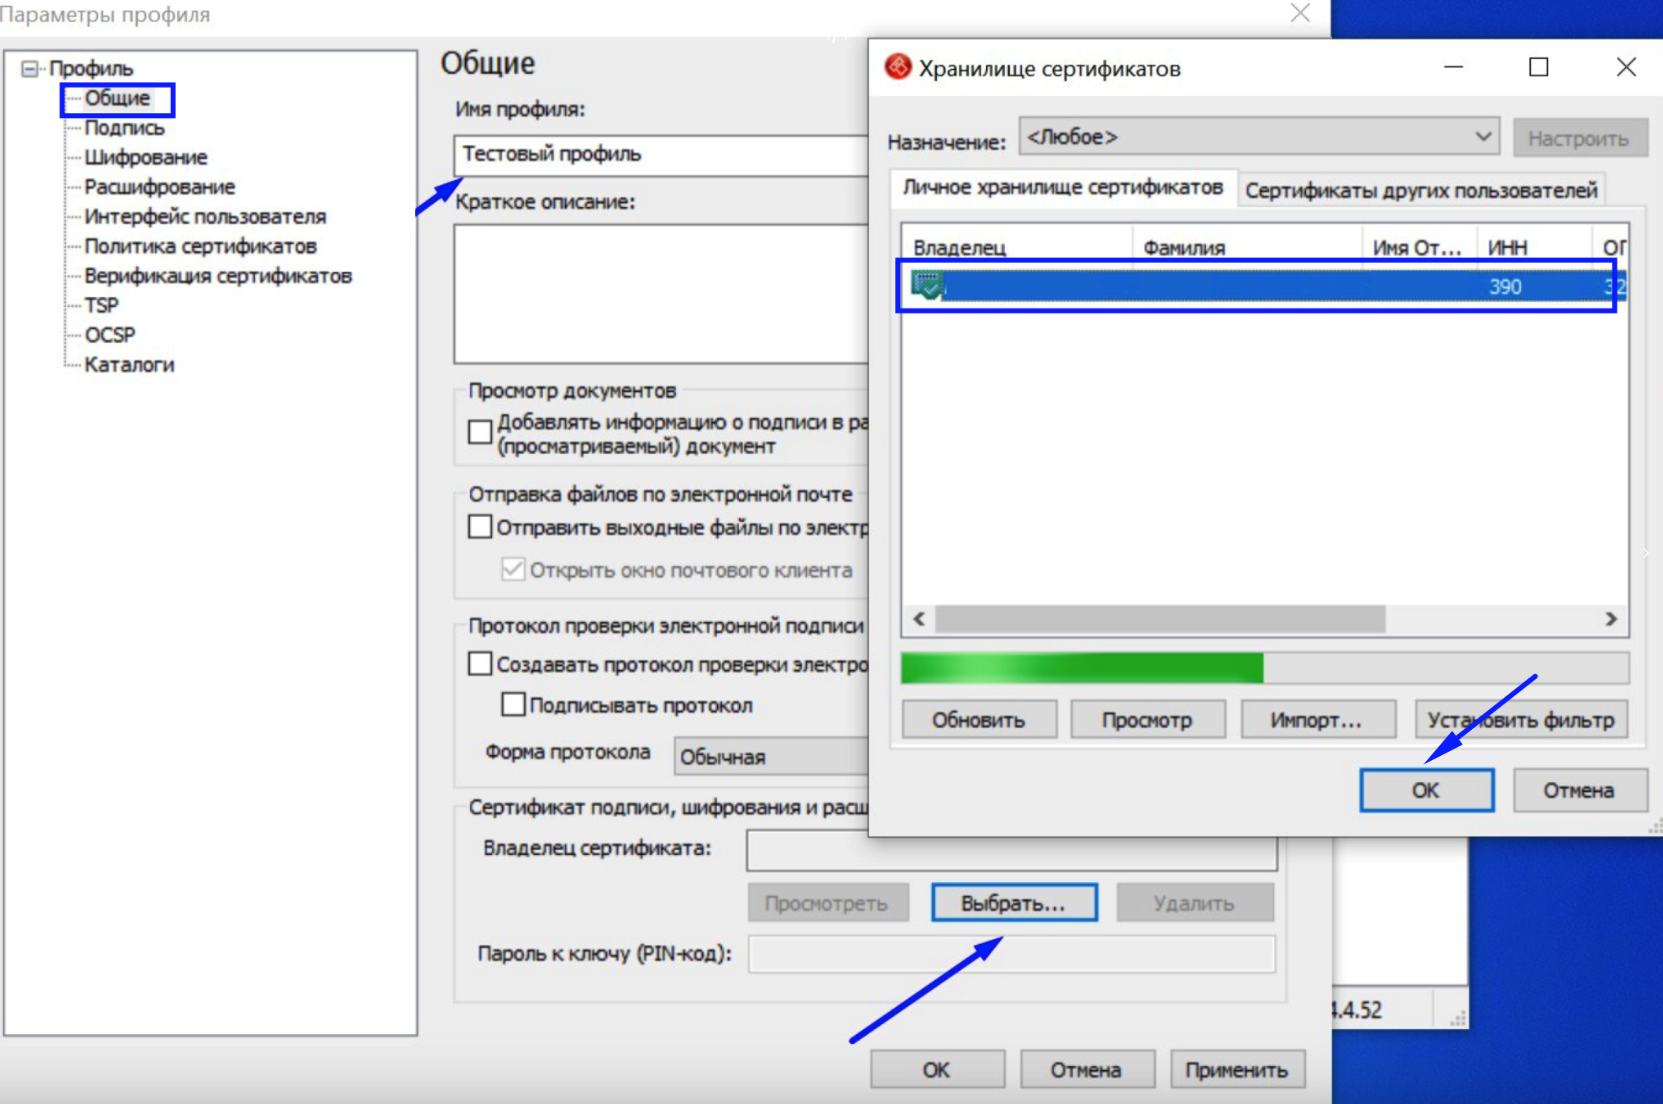 Параметры профиля
Профиль
Общие
Подпись
Шифрование
Расшифрование
Интерфейс пользователя
Политика сертификатов
Верификация сертификатов
TSP
OCSP
Каталоги
Общие
Имя профиля:
Тестовый профиль
Краткое описание:
Просмотр документов
Добавлять информацию о подписи в ра
(просматриваемый) документ
Отправка файлов по электронной почте
Отправить выходные файлы по электр
Открыть окно почтового клиента
Протокол проверки электронной подписи
Создавать протокол проверки электро
Подписывать протокол
Форма протокола
Обычная
Сертификат подписи, шифрования и расш
Владелец сертификата:
Просмотреть
Выбрать...
Удалить
Пароль к ключу (PIN-код):
ОК
Отмена
Применить
Хранилище сертификатов
Назначение:
<Любое>
Настроить
Личное хранилище сертификатов
Сертификаты других пользователей
Владелец
Фамилия
Имя От...
ИНН
ОГ
390
32
Обновить
Просмотр
Импорт...
Установить фильтр
ОК
Отмена
4.4.52